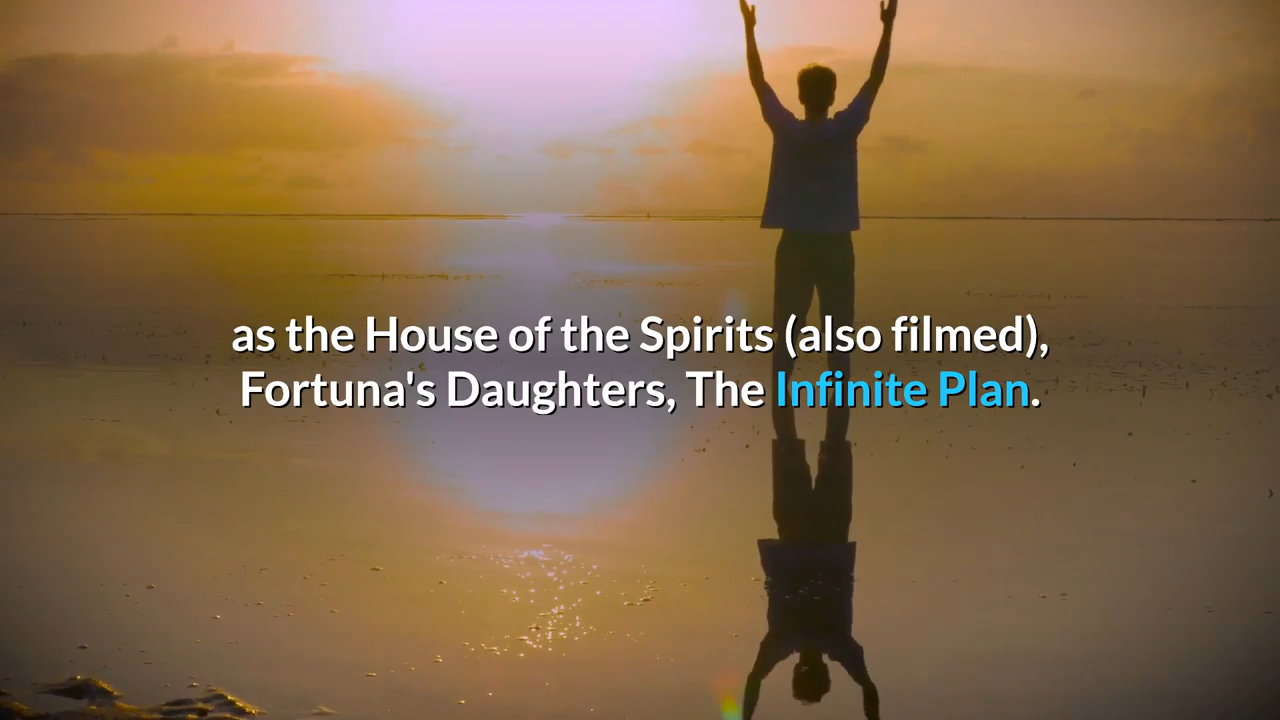 as the House of the Spirits (also filmed),
Fortuna's Daughters, The Infinite Plan.